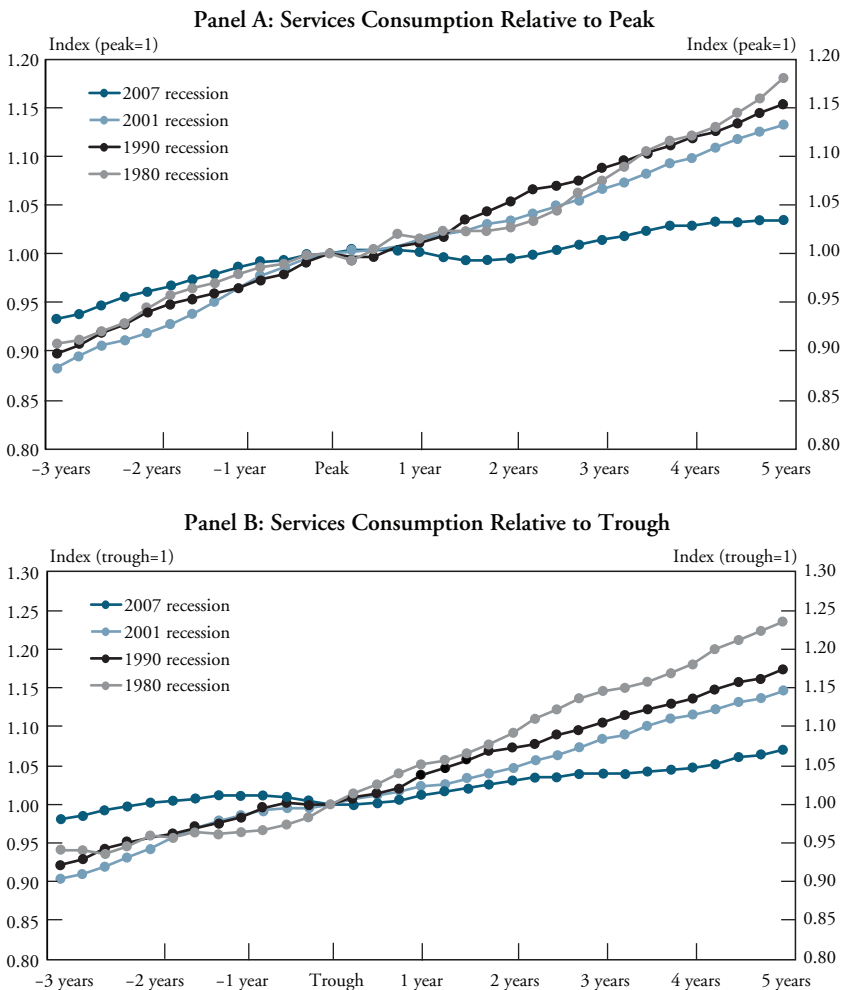 Panel A: Services Consumption Relative to Peak
Index (peak=1) Index (peak=1)
1.20 1.20
2007 recession
1.15 1.15
2001 recession
1990 recession
1.10 1.10
1980 recession
1.05 1.05
1.00 1.00
0.95 0.95
0.90 0.90
0.85 0.85
0.80 0.80
−3 years −2 years −1 year Peak 1 year 2 years 3 years 4 years 5 years
Panel B: Services Consumption Relative to Trough
Index (trough=1) Index (trough=1)
1.30 1.30
2007 recession
1.25 1.25
2001 recession
1.20 1.20
1990 recession
1980 recession
1.15 1.15
1.10 1.10
1.05 1.05
1.00 1.00
0.95 0.95
0.90 0.90
0.85 0.85
0.80 0.80
−3 years −2 years −1 year Trough 1 year 2 years 3 years 4 years 5 years